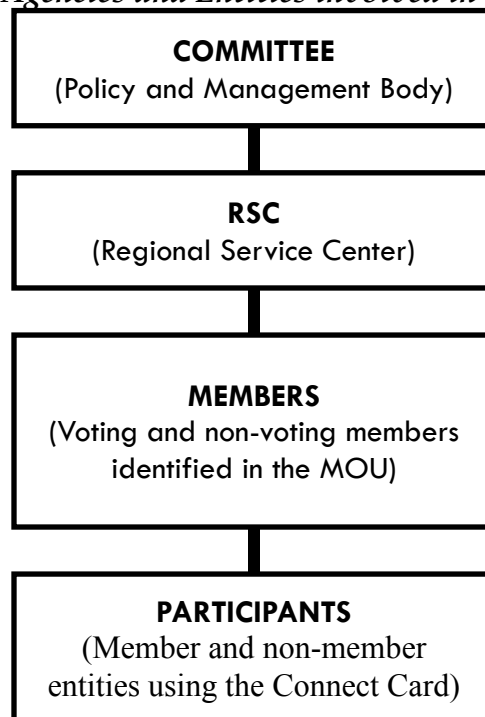 Agencies and Entities Involved in
COMMITTEE
(Policy and Management Body)
RSC
(Regional Service Center)
MEMBERS
(Voting and non-voting members
identified in the MOU)
PARTICIPANTS
(Member and non-member
entities using the Connect Card)